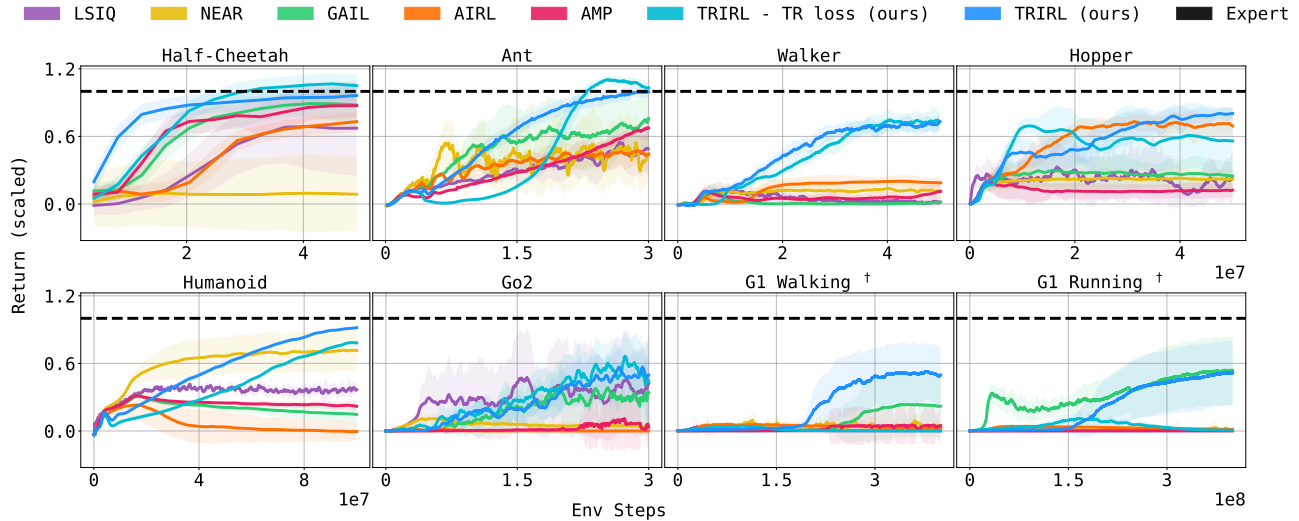 LSIQ NEAR GAIL AIRL AMP TRIRL - TR loss (ours) TRIRL (ours) Expert
Half-Cheetah Ant Walker Hopper
1.2
0.6
0.0
2 4 0 1.5 3 0 2 4 0 2 4
1e7
Return (scaled)
Humanoid Go2 G1 Walking † G1 Running †
1.2
0.6
0.0
0 4 8 0 1.5 3 0 1.5 3 0 1.5 3
1e7 1e8
Env Steps